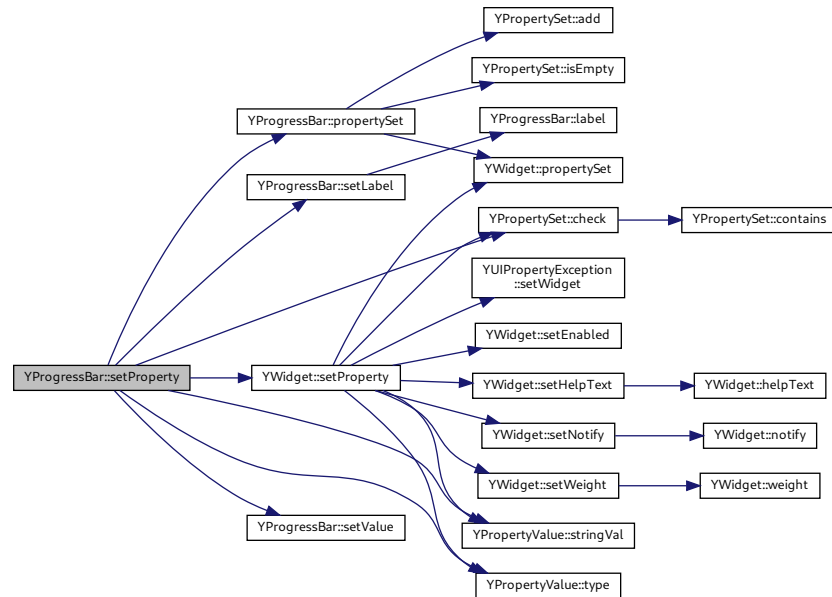 YPropertySet::add
YPropertySet::isEmpty
YProgressBar::propertySet
YProgressBar::label
YWidget::propertySet
YProgressBar::setLabel
YPropertySet::check
YPropertySet::contains
YUIPropertyException
::setWidget
YWidget::setEnabled
YProgressBar::setProperty
YWidget::setProperty
YWidget::setHelpText
YWidget::helpText
YWidget::setNotify
YWidget::notify
YWidget::setWeight
YWidget::weight
YProgressBar::setValue
YPropertyValue::stringVal
YPropertyValue::type